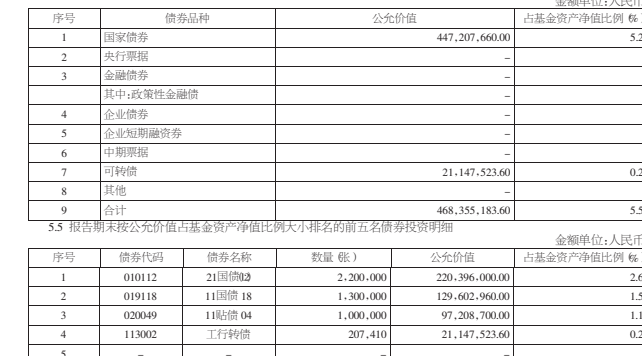 金额单位:人民币
序号 债券品种 公允价值 占基金资产净值比例(%)
1 国家债券 447,207,660.00 5.2
2 央行票据 –
3 金融债券 –
其中:政策性金融债 –
4 企业债券 –
5 企业短期融资券 –
6 中期票据 –
7 可转债 21,147,523.60 0.2
8 其他 –
9 合计 468,355,183.60 5.5
5.5 报告期末按公允价值占基金资产净值比例大小排名的前五名债券投资明细
金额单位:人民币
序号 债券代码 债券名称 数量(张) 公允价值 占基金资产净值比例(%)
1 010112 21国债(02) 2,200,000 220,396,000.00 2.6
2 019118 11国债 18 1,300,000 129,602,960.00 1.5
3 020049 11贴债 04 1,000,000 97,208,700.00 1.1
4 113002 工行转债 207,410 21,147,523.60 0.2
5 – – – –